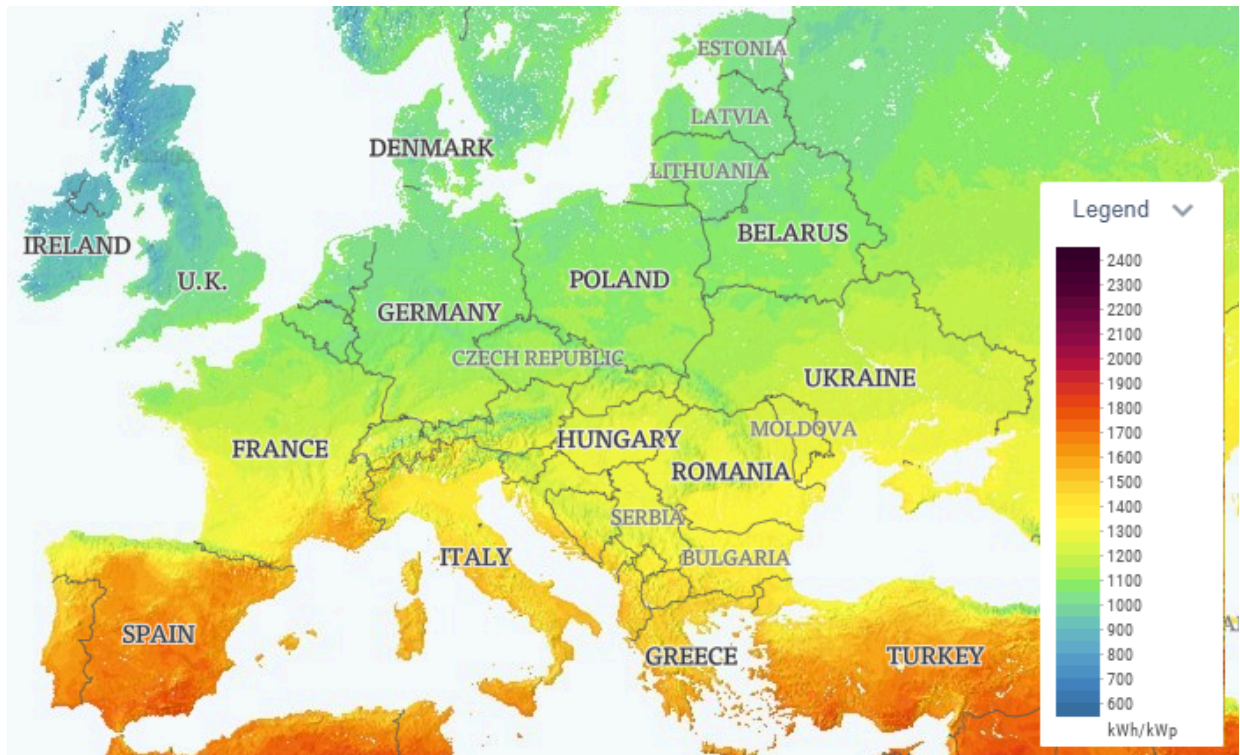 ESTONIA
LATVIA
DENMARK
LITHUANIA
IRELAND
BELARUS
U.K.
POLAND
GERMANY
CZECH REPUBLIC
UKRAINE
FRANCE
HUNGARY
MOLDOVA
ROMANIA
SERBIA
ITALY
BULGARIA
SPAIN
GREECE
TURKEY
Legend
2400
2300
2200
2100
2000
1900
1800
1700
1600
1500
1400
1300
1200
1100
1000
900
800
700
600
kWh/kWp